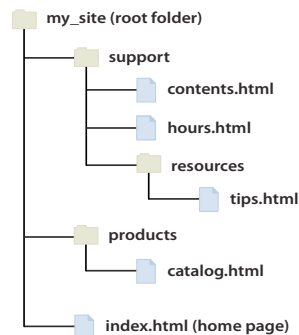 my_site (root folder)
support
contents.html
hours.html
resources
tips.html
products
catalog.html
index.html (home page)